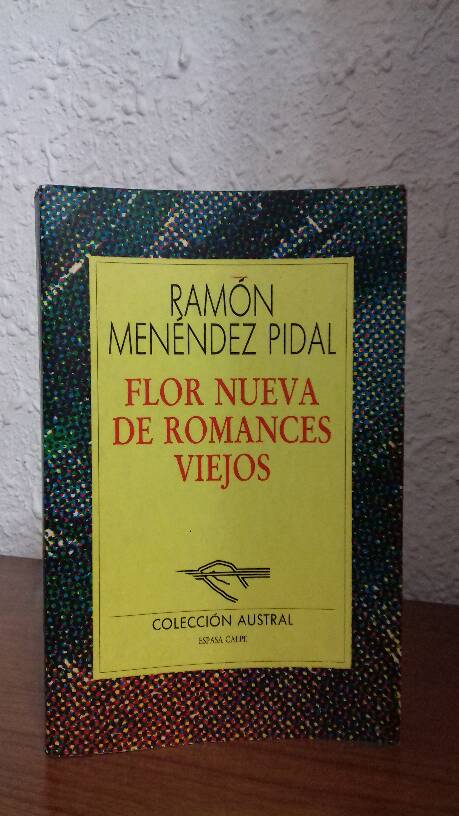 RAMÓN
MENÉNDEZ PIDAL
FLOR NUEVA
DE ROMANCES
VIEJOS
COLECCIÓN AUSTRAL
ESPASA CALPE